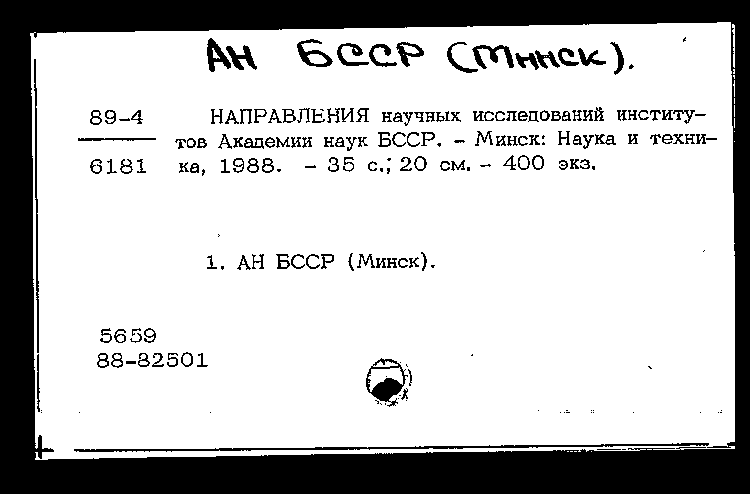 АН БССР (Минск).
89-4 НАПРАВЛЕНИЯ научных исследований институ-
тов Академии наук БССР. - Минск: Наука и техни-
6181 ка, 1988. - 35 с.; 20 см. - 400 экз.
1. АН БССР (Минск).
5659
88-82501